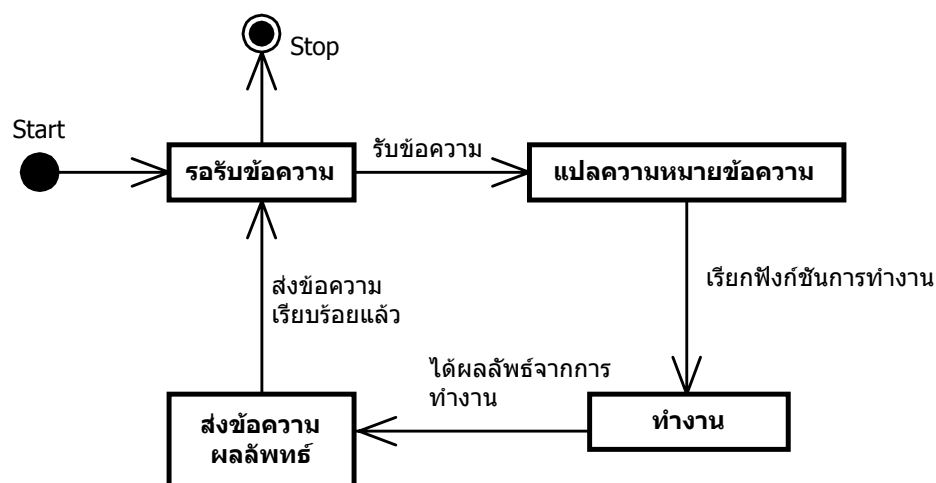 Stop
Start
รอรับข้อความ
รับข้อความ
แปลความหมายข้อความ
เรียกฟังก์ชันการทำงาน
ส่งข้อความ
เรียบร้อยแล้ว
ได้ผลลัพธ์จากการ
ทำงาน
ทำงาน
ส่งข้อความ
ผลลัพทธ์